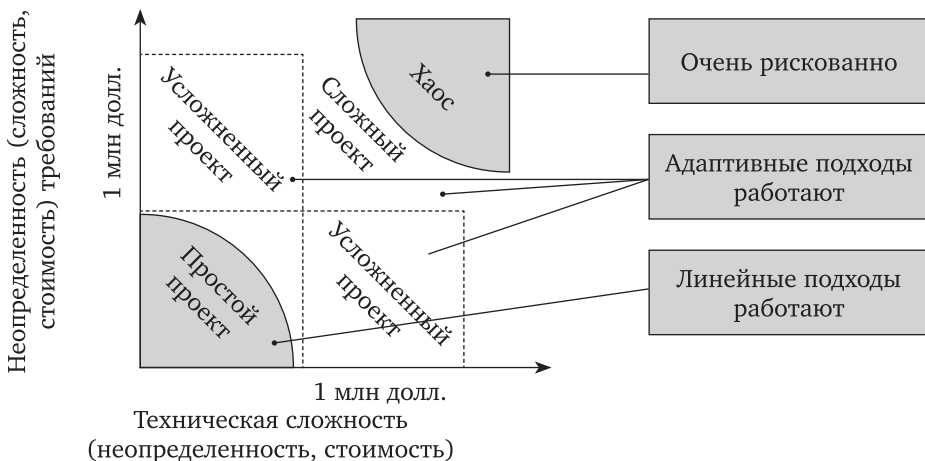 Неопределенность (сложность,
стоимость) требований
1 млн долл.
Усложненный
проект
Сложный
проект
Хаос
Простой
проект
Усложненный
проект
Очень рискованно
Адаптивные подходы
работают
Линейные подходы
работают
1 млн долл.
Техническая сложность
(неопределенность, стоимость)